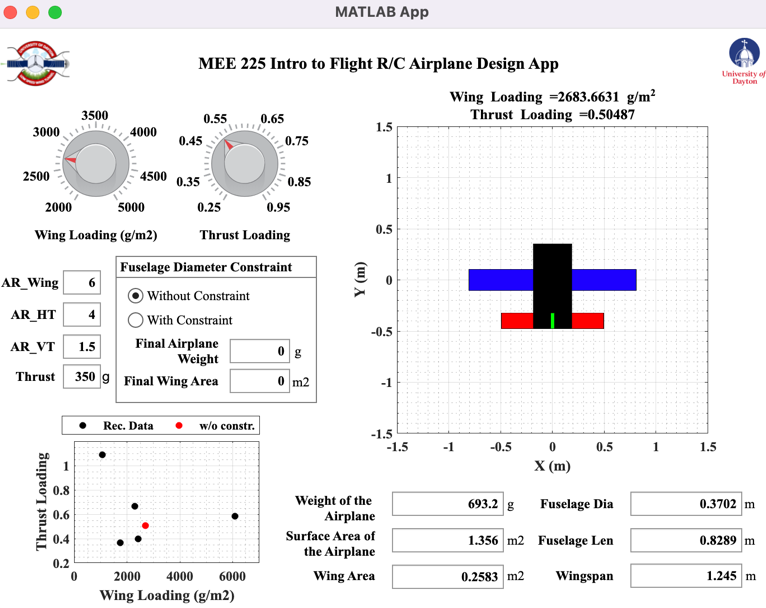 MATLAB App
MEE 225 Intro to Flight R/C Airplane Design App
University of
Dayton
Wing Loading =2683.6631 g/m2
Thrust Loading =0.50487
3500
3000
4000
2500
4500
2000
5000
Wing Loading (g/m2)
0.55
0.65
0.45
0.75
0.35
0.85
0.25
0.95
Thrust Loading
AR_Wing 6
AR_HT 4
AR_VT 1.5
Thrust 350 g
Fuselage Diameter Constraint
Without Constraint
With Constraint
Final Airplane
Weight 0 g
Final Wing Area 0 m2
1.5
1
0.5
0
-0.5
-1
-1.5
Y (m)
-1.5 -1 -0.5 0 0.5 1 1.5
X (m)
Rec. Data w/o constr.
Thrust Loading
1
0.8
0.6
0.4
0.2
0 2000 4000 6000
Wing Loading (g/m2)
Weight of the
Airplane 693.2 g
Surface Area of
the Airplane 1.356 m2
Wing Area 0.2583 m2
Fuselage Dia 0.3702 m
Fuselage Len 0.8289 m
Wingspan 1.245 m